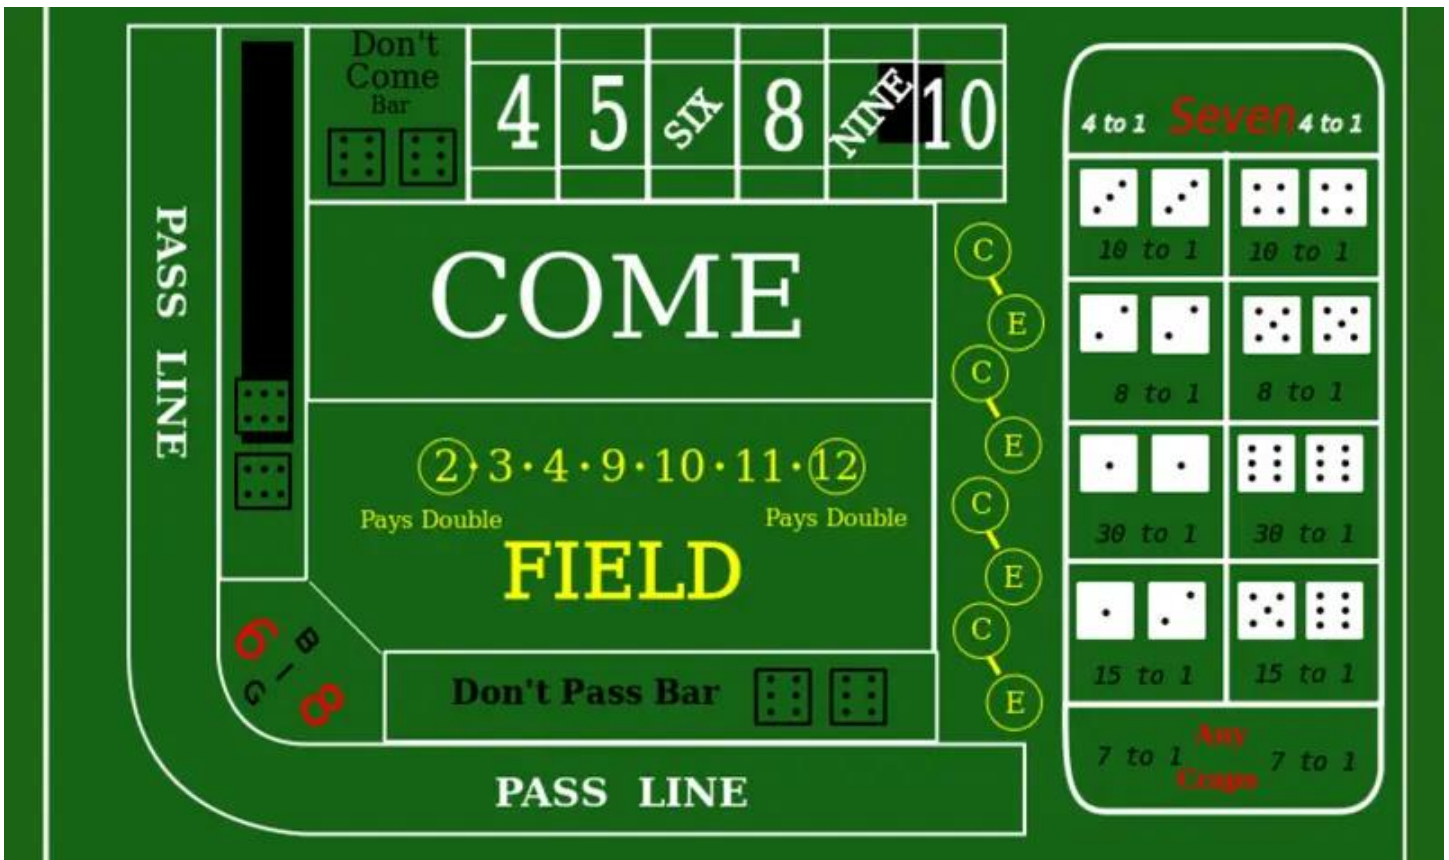 Don't
Come
Bar
4 5 SIX 8 NINE 10
PASS LINE
COME
2 · 3 · 4 · 9 · 10 · 11 · 12
Pays Double Pays Double
FIELD
6 8
BIG
Don't Pass Bar
PASS LINE
C E
C E
C E
C E
4 to 1 Seven 4 to 1
10 to 1 10 to 1
8 to 1 8 to 1
30 to 1 30 to 1
15 to 1 15 to 1
7 to 1 Any Craps 7 to 1